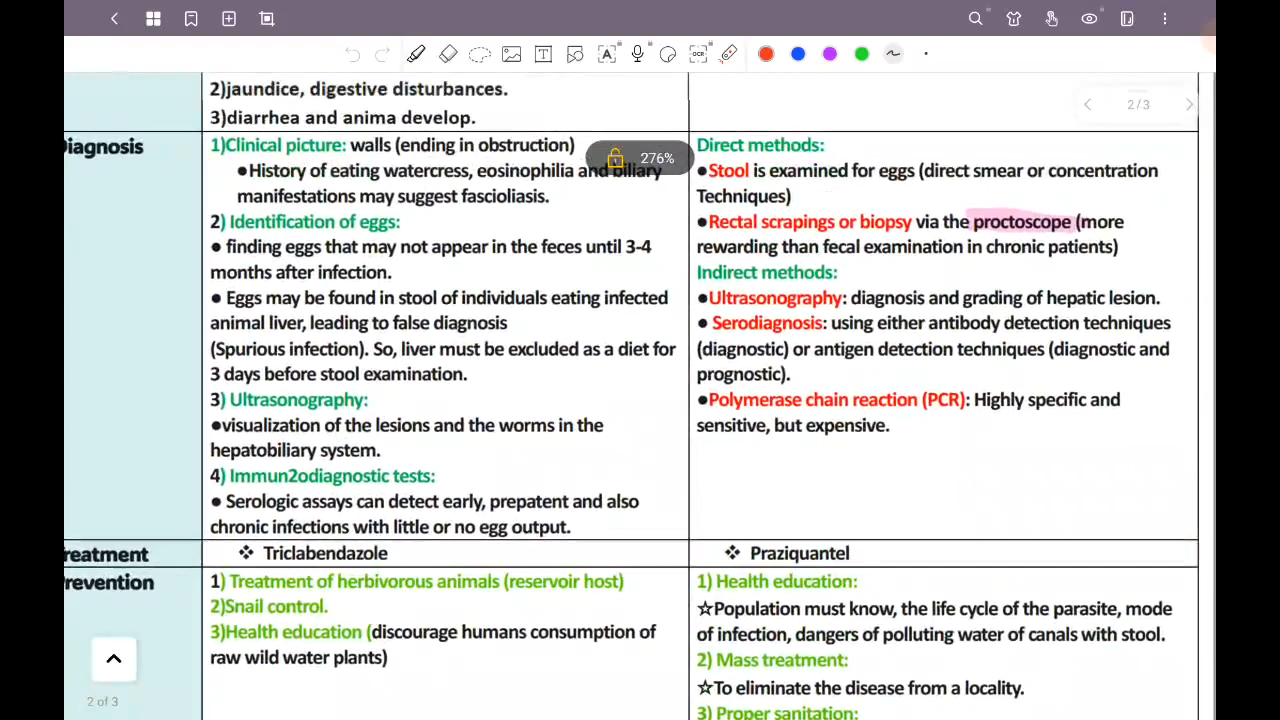 2/3
2)jaundice, digestive disturbances.
3)diarrhea and anima develop.
Diagnosis
1)Clinical picture: walls (ending in obstruction)
●History of eating watercress, eosinophilia and biliary
manifestations may suggest fascioliasis.
2) Identification of eggs:
● finding eggs that may not appear in the feces until 3-4
months after infection.
● Eggs may be found in stool of individuals eating infected
animal liver, leading to false diagnosis
(Spurious infection). So, liver must be excluded as a diet for
3 days before stool examination.
3) Ultrasonography:
●visualization of the lesions and the worms in the
hepatobiliary system.
4) Immun2odiagnostic tests:
● Serologic assays can detect early, prepatent and also
chronic infections with little or no egg output.
276%
Direct methods:
●Stool is examined for eggs (direct smear or concentration
Techniques)
●Rectal scrapings or biopsy via the proctoscope (more
rewarding than fecal examination in chronic patients)
Indirect methods:
●Ultrasonography: diagnosis and grading of hepatic lesion.
● Serodiagnosis: using either antibody detection techniques
(diagnostic) or antigen detection techniques (diagnostic and
prognostic).
●Polymerase chain reaction (PCR): Highly specific and
sensitive, but expensive.
Treatment
❖ Triclabendazole
❖ Praziquantel
Prevention
1) Treatment of herbivorous animals (reservoir host)
2)Snail control.
3)Health education (discourage humans consumption of
raw wild water plants)
1) Health education:
☆Population must know, the life cycle of the parasite, mode
of infection, dangers of polluting water of canals with stool.
2) Mass treatment:
☆To eliminate the disease from a locality.
3) Proper sanitation:
2 of 3